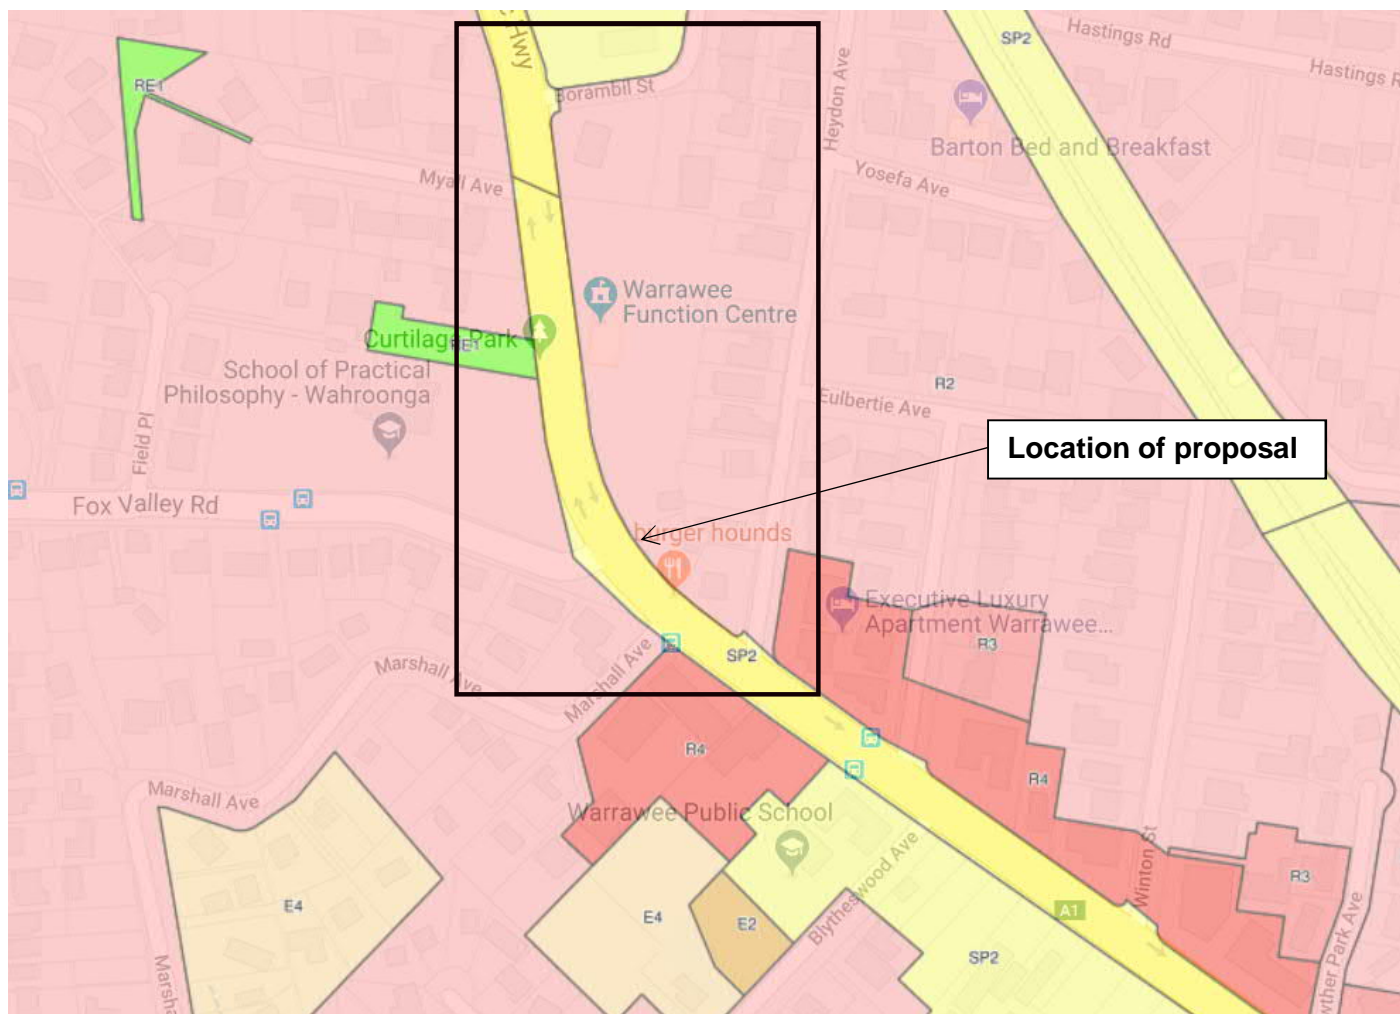 Hwy
SP2
Hastings Rd
Hastings R
RE1
Borambil St
Heydon Ave
Barton Bed and Breakfast
Myall Ave
Yosefa Ave
Warrawee
Function Centre
Curtilage Park
RE1
School of Practical
Philosophy - Wahroonga
R2
Eulbertie Ave
Location of proposal
Field Pl
Fox Valley Rd
burger hounds
Executive Luxury
Apartment Warrawee...
R3
SP2
Marshall Ave
Marshall Ave
R4
R4
Marshall Ave
Warrawee Public School
Winton St
R3
E4
E4
E2
Blytheswood Ave
A1
SP2
Marsha
wther Park Ave